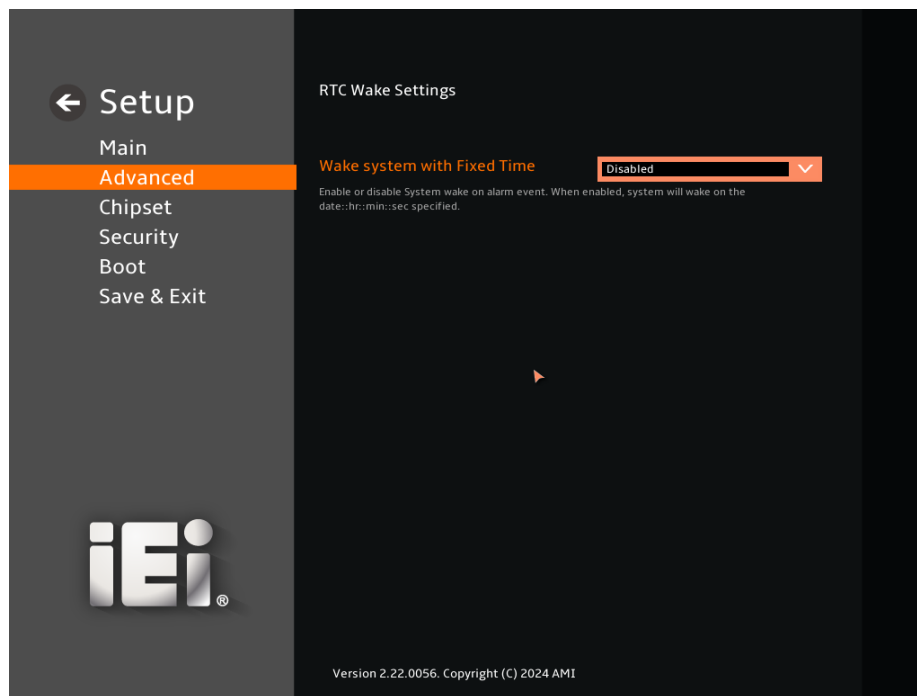 Setup
Main
Advanced
Chipset
Security
Boot
Save & Exit
iEi®
RTC Wake Settings
Wake system with Fixed Time
Disabled
Enable or disable System wake on alarm event. When enabled, system will wake on the
date::hr::min::sec specified.
Version 2.22.0056. Copyright (C) 2024 AMI